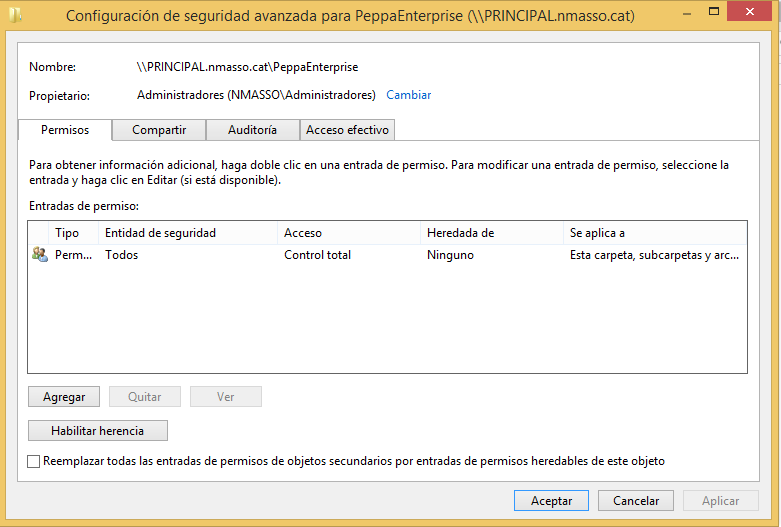 Configuración de seguridad avanzada para PeppaEnterprise (\\PRINCIPAL.nmasso.cat)
Nombre: \\PRINCIPAL.nmasso.cat\PeppaEnterprise
Propietario: Administradores (NMASSO\Administradores) Cambiar
Permisos Compartir Auditoría Acceso efectivo
Para obtener información adicional, haga doble clic en una entrada de permiso. Para modificar una entrada de permiso, seleccione la
entrada y haga clic en Editar (si está disponible).
Entradas de permiso:
Tipo Entidad de seguridad Acceso Heredada de Se aplica a
Perm... Todos Control total Ninguno Esta carpeta, subcarpetas y arc...
Agregar Quitar Ver
Habilitar herencia
Reemplazar todas las entradas de permisos de objetos secundarios por entradas de permisos heredables de este objeto
Aceptar Cancelar Aplicar